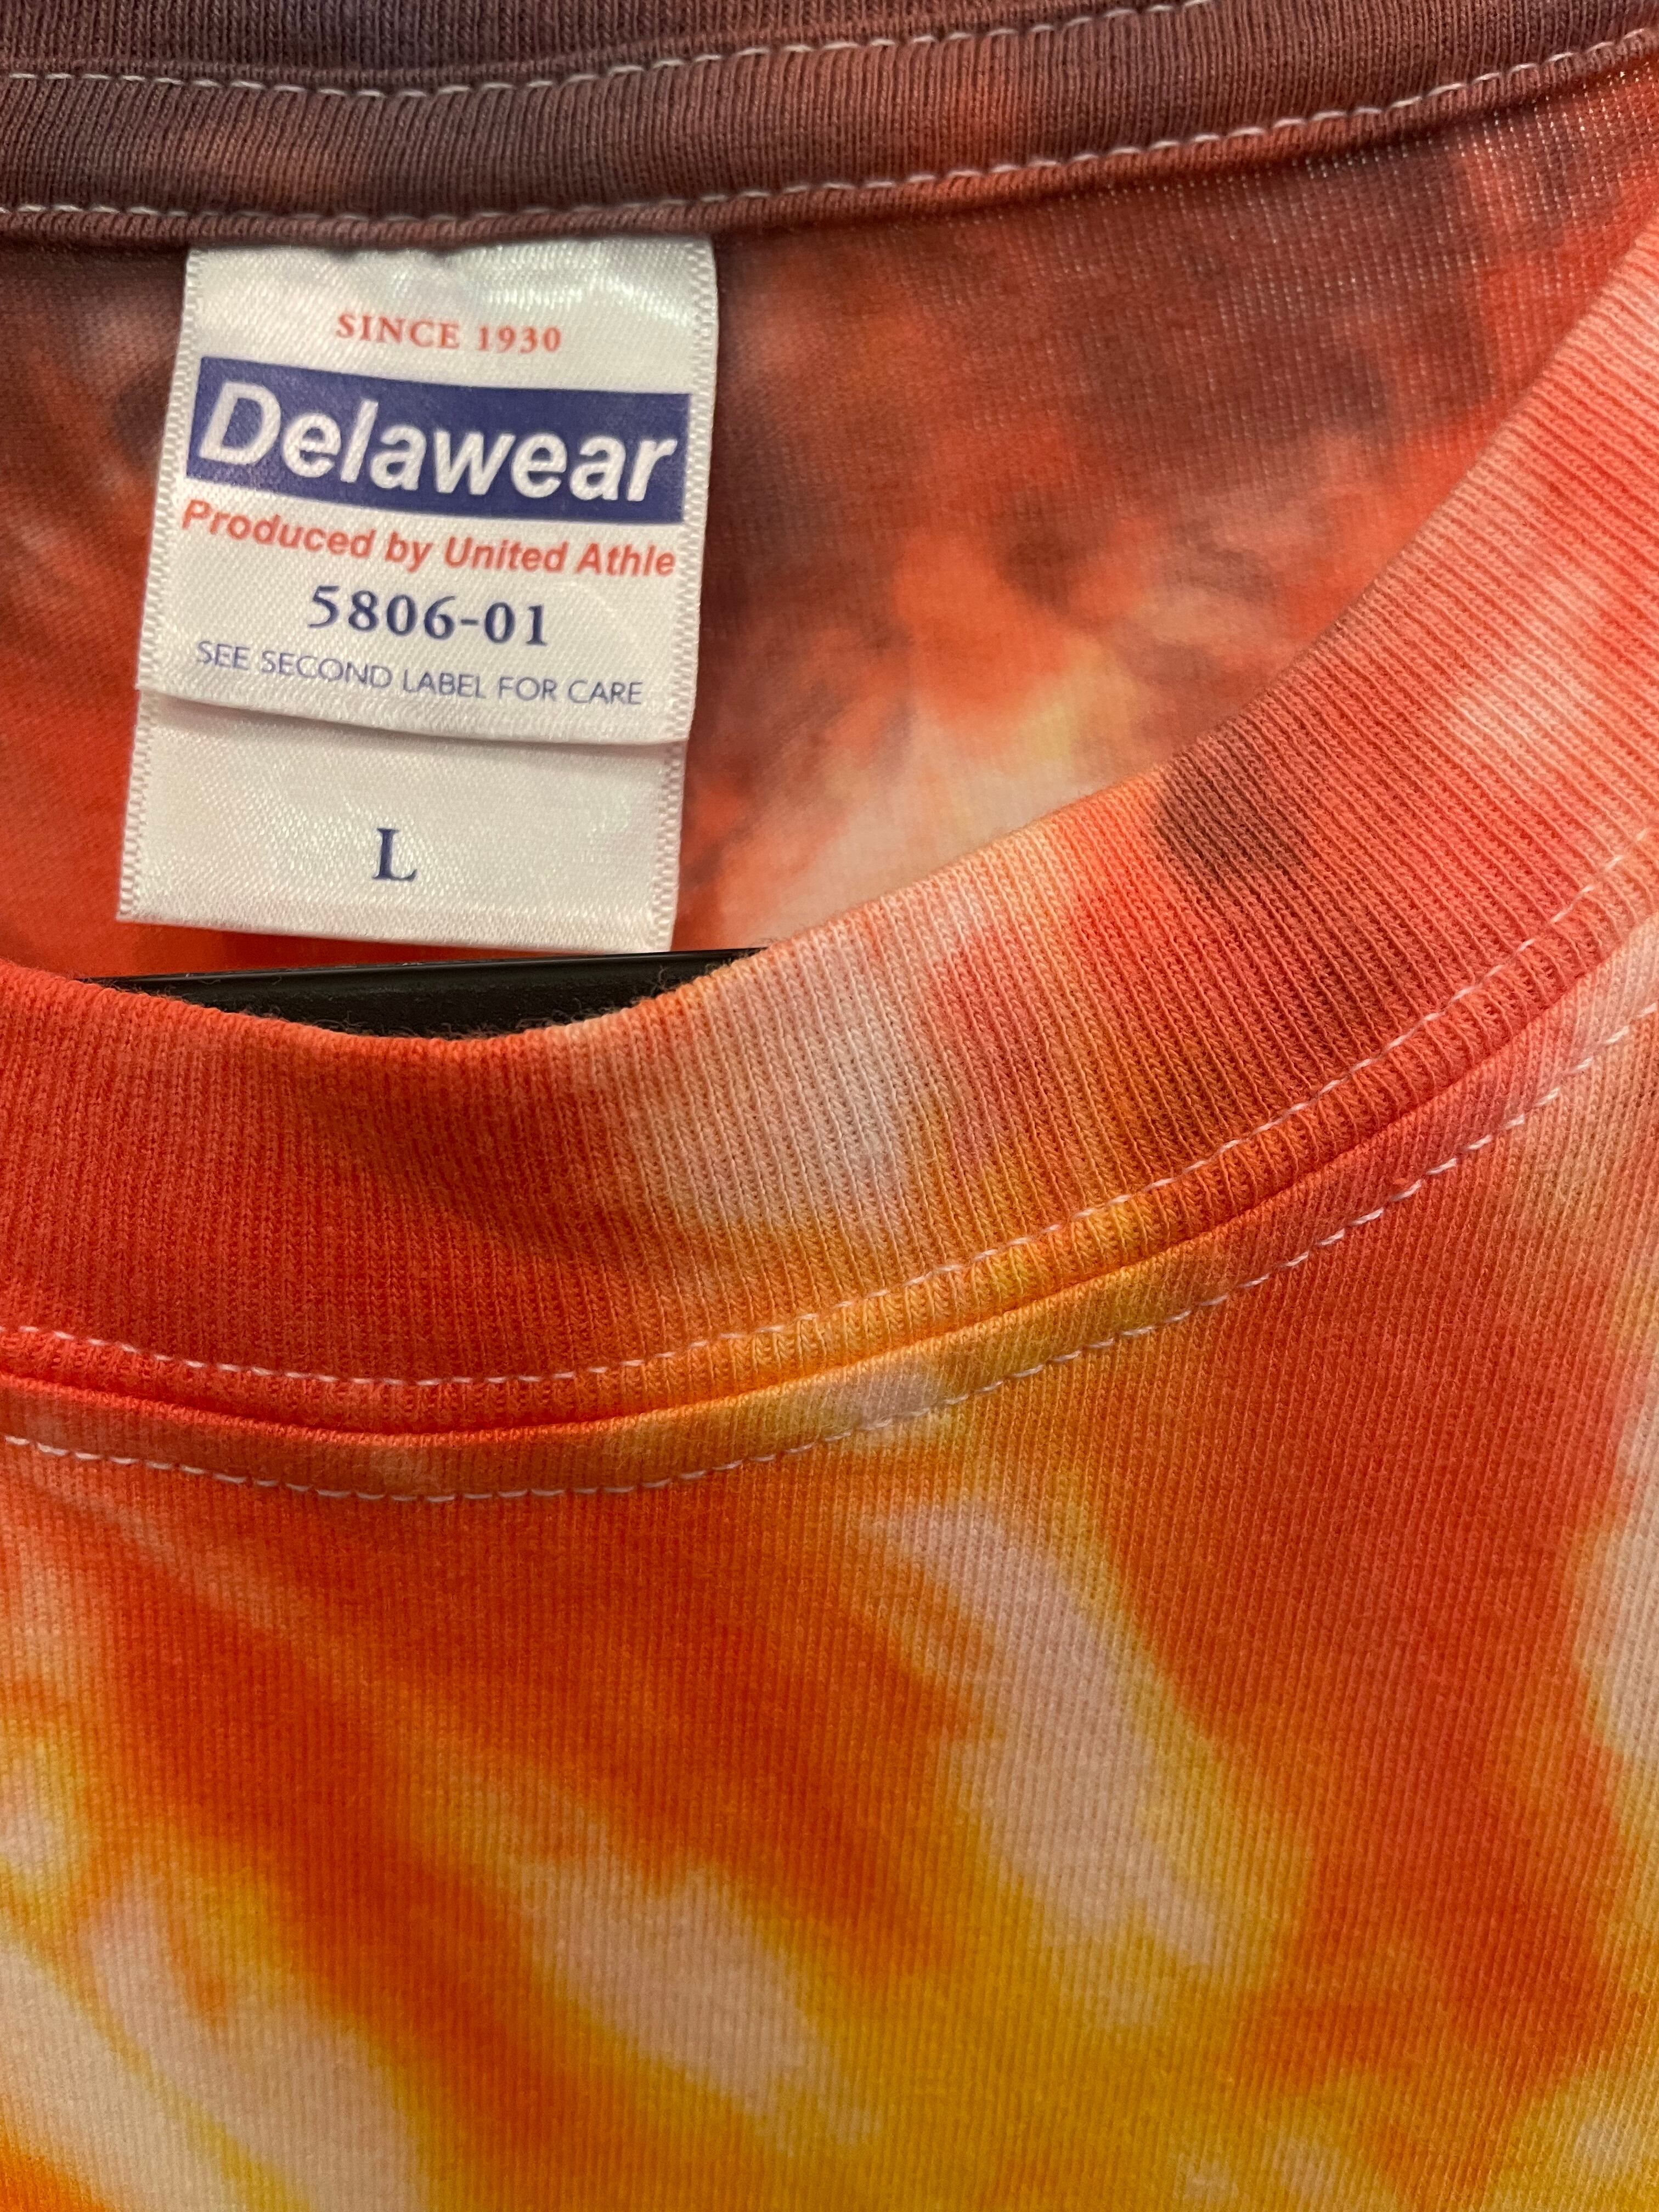 SINCE 1930
Delawear
Produced by United Athle
5806-01
SEE SECOND LABEL FOR CARE
L